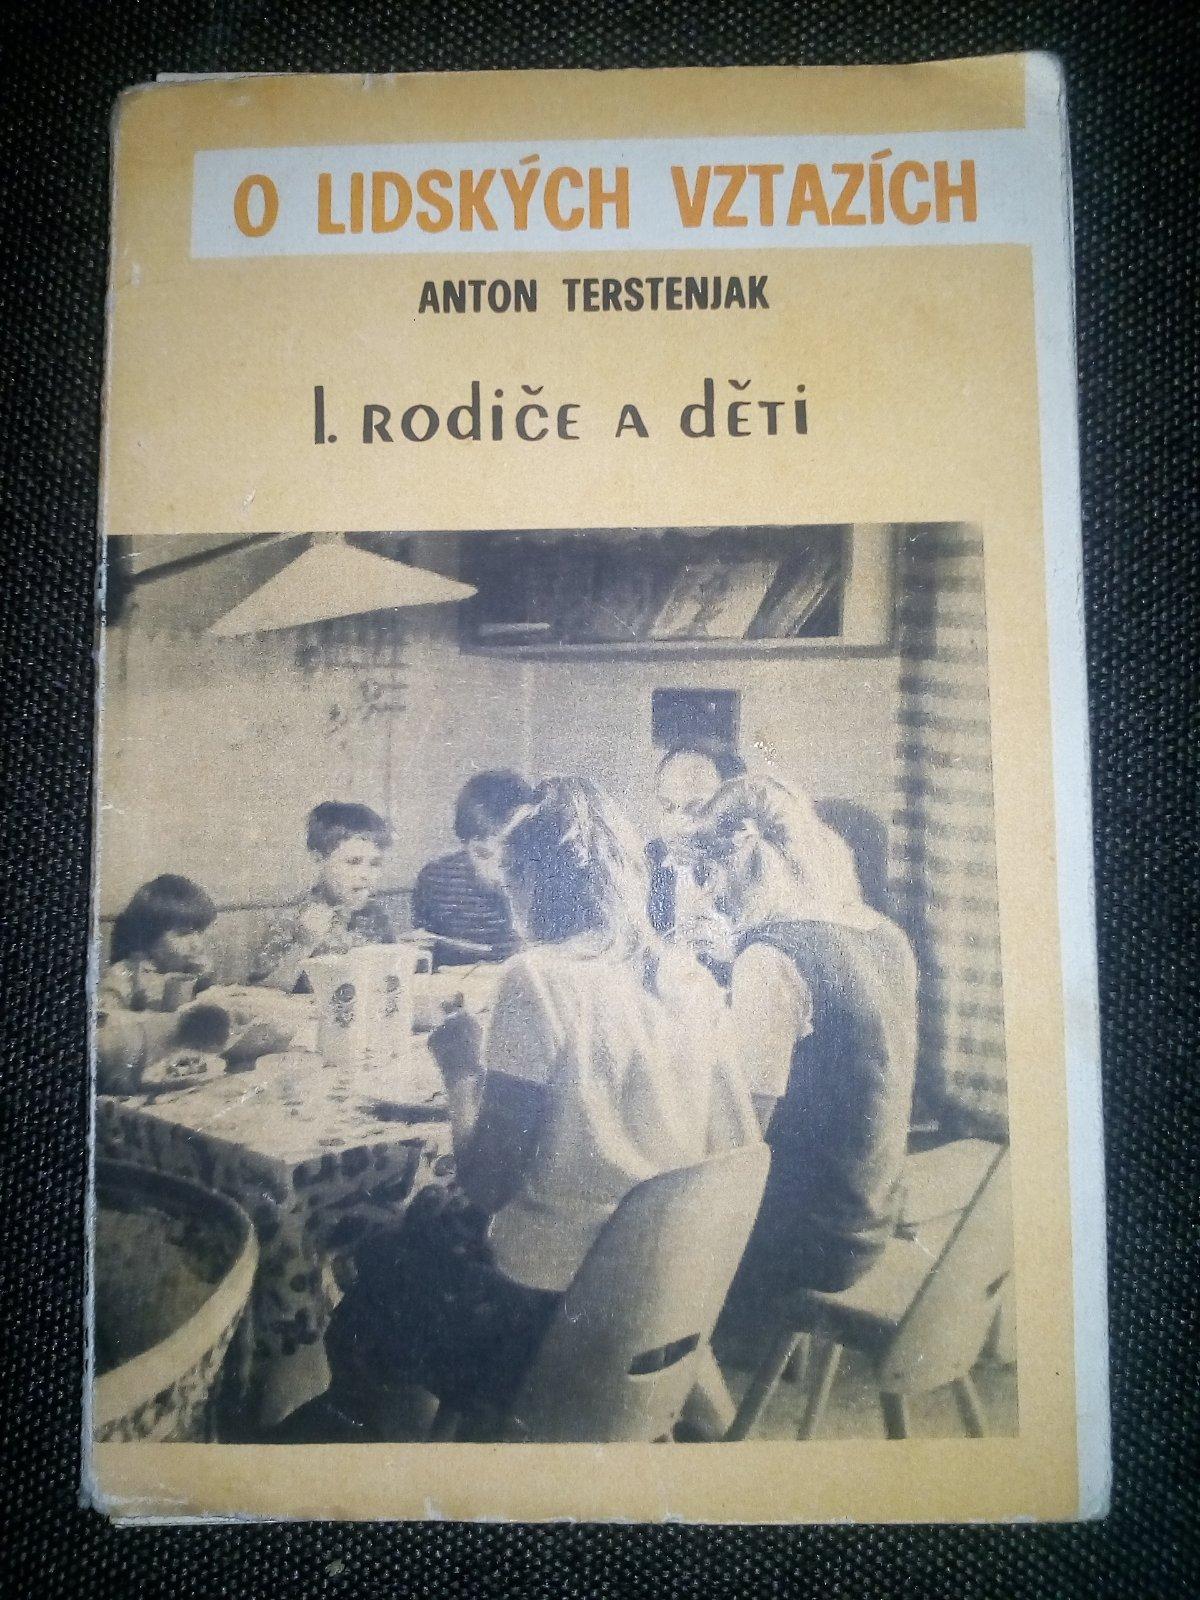 O LIDSKÝCH VZTAZÍCH
ANTON TERSTENJAK
I. RODIČE A DĚTI